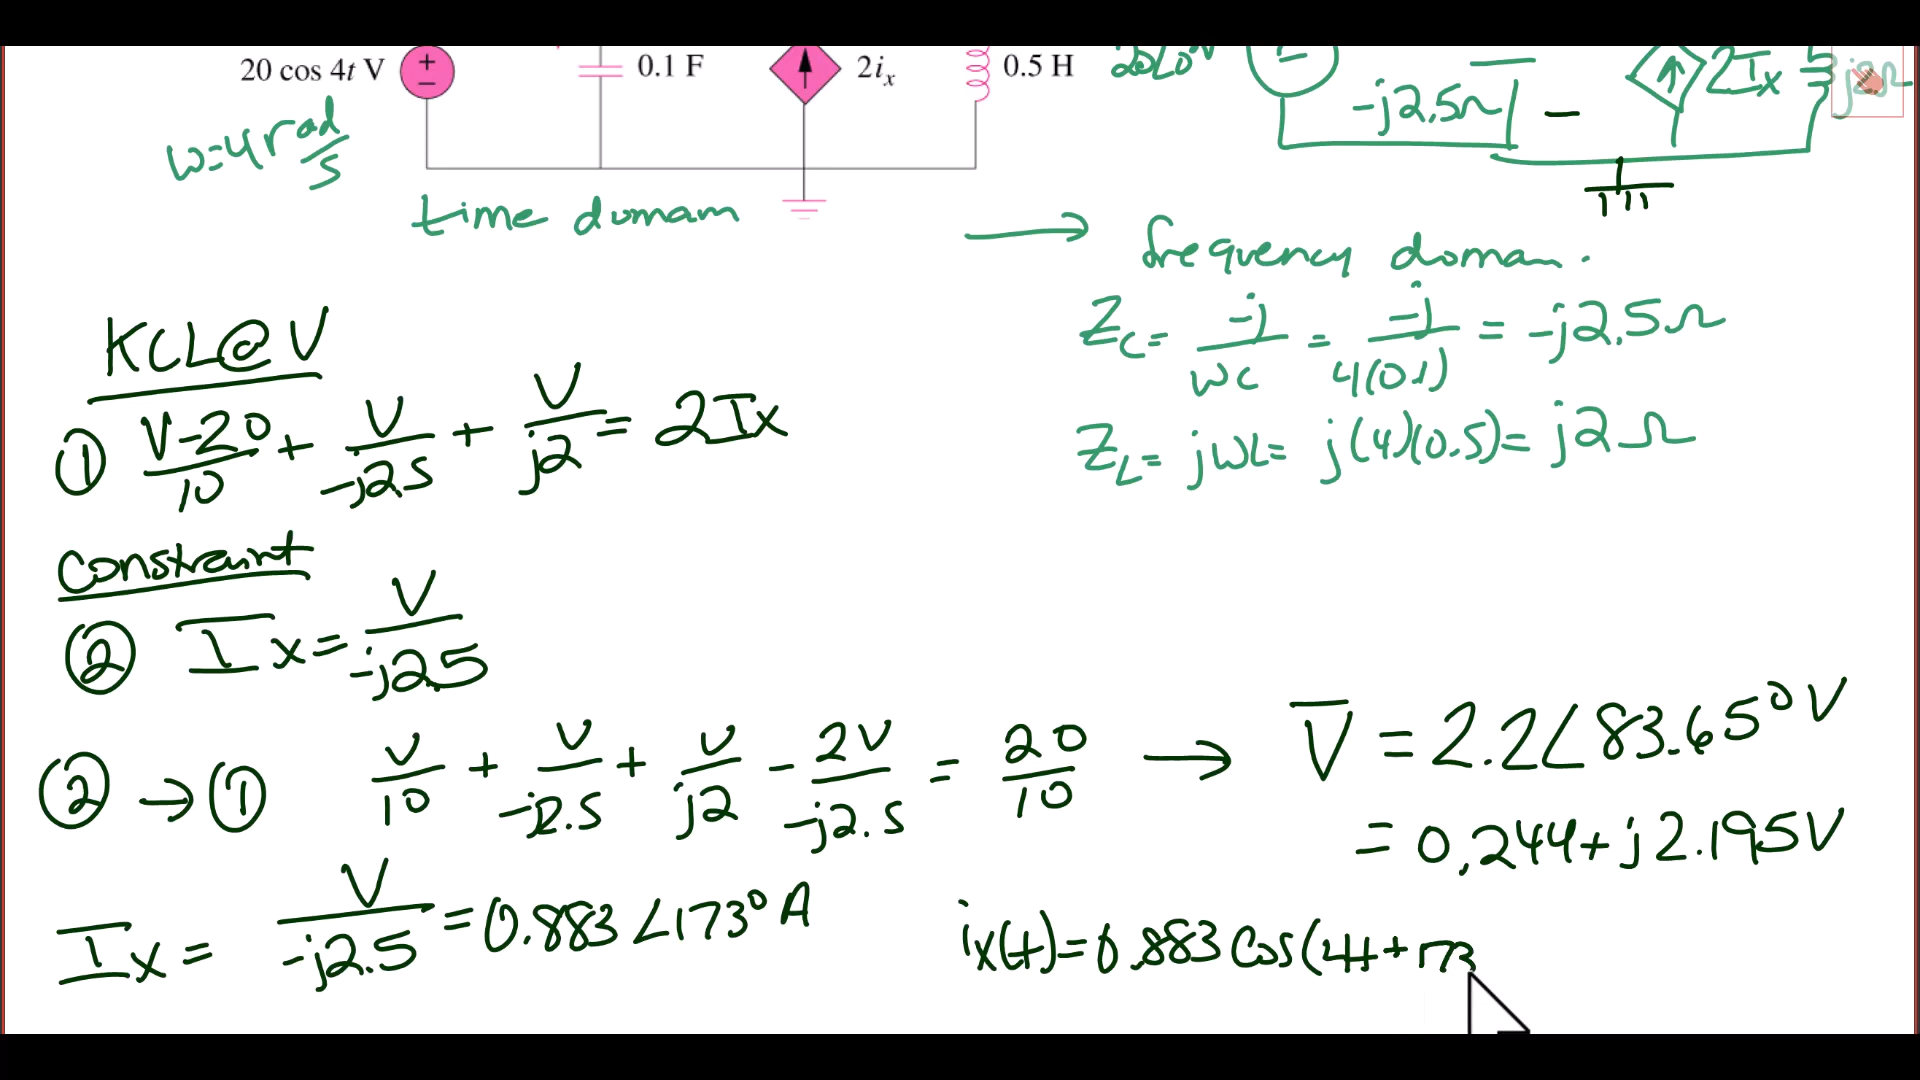 20 cos 4t V
0.1 F
2iₓ
0.5 H
20∠0°V
-j2.5Ω
2Ix
j2Ω
w=4 rad/s
time domain → frequency domain.
Zc = -j/wc = -j/4(0.1) = -j2.5Ω
ZL = jWL = j(4)(0.5) = j2Ω
KCL@V
① V-20/10 + V/-j2.5 + V/j2 = 2Ix
Constraint
② Ix = V/-j2.5
② → ① V/10 + V/-j2.5 + V/j2 - 2V/-j2.5 = 20/10 → V = 2.2∠83.65° V
= 0.244 + j2.195V
Ix = V/-j2.5 = 0.883∠173° A
ix(t) = 0.883 cos(4t + 173